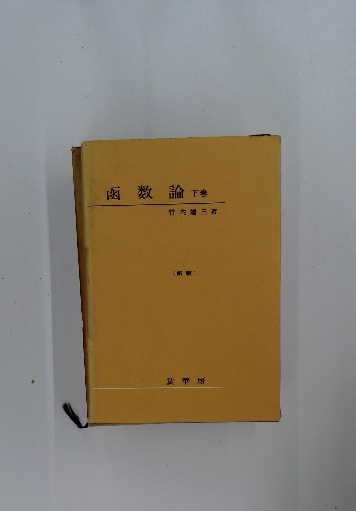 函数論 下巻
竹内端三著
〔新版〕
裳華房